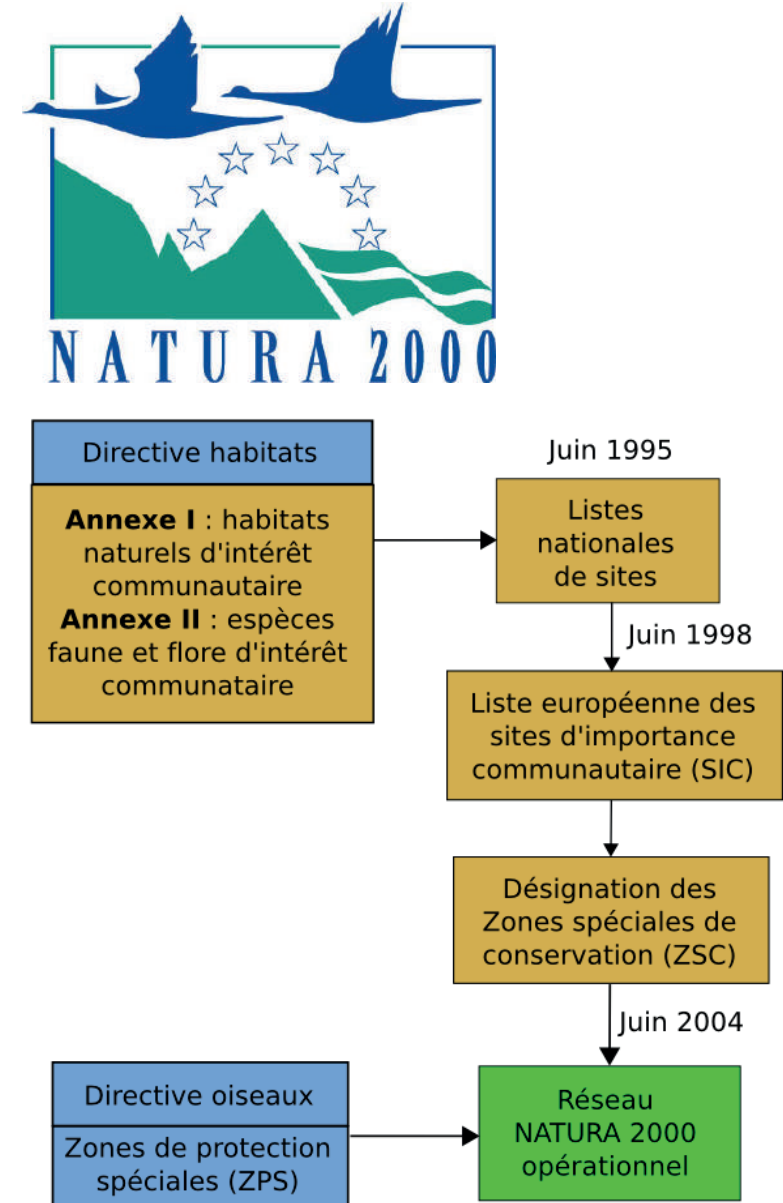 NATURA 2000
Directive habitats
Annexe I : habitats
naturels d'intérêt
communautaire
Annexe II : espèces
faune et flore d'intérêt
communataire
Juin 1995
Listes
nationales
de sites
Juin 1998
Liste européenne des
sites d'importance
communautaire (SIC)
Désignation des
Zones spéciales de
conservation (ZSC)
Juin 2004
Directive oiseaux
Zones de protection
spéciales (ZPS)
Réseau
NATURA 2000
opérationnel